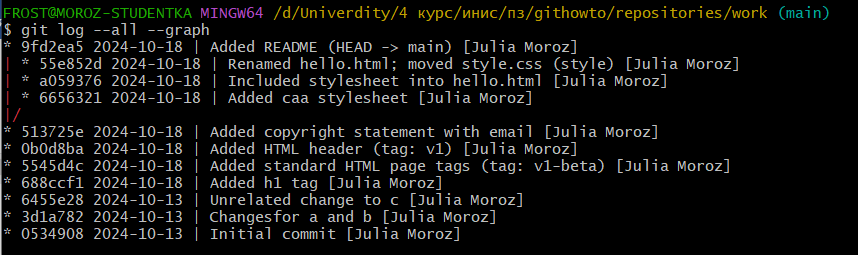 FROST@MOROZ-STUDENTKA MINGW64 /d/Univerdity/4 курс/инис/пз/githowto/repositories/work (main)
$ git log --all --graph
* 9fd2ea5 2024-10-18 | Added README (HEAD -> main) [Julia Moroz]
| * 55e852d 2024-10-18 | Renamed hello.html; moved style.css (style) [Julia Moroz]
| * a059376 2024-10-18 | Included stylesheet into hello.html [Julia Moroz]
| * 6656321 2024-10-18 | Added caa stylesheet [Julia Moroz]
|/
* 513725e 2024-10-18 | Added copyright statement with email [Julia Moroz]
* 0b0d8ba 2024-10-18 | Added HTML header (tag: v1) [Julia Moroz]
* 5545d4c 2024-10-18 | Added standard HTML page tags (tag: v1-beta) [Julia Moroz]
* 688ccf1 2024-10-18 | Added h1 tag [Julia Moroz]
* 6455e28 2024-10-13 | Unrelated change to c [Julia Moroz]
* 3d1a782 2024-10-13 | Changesfor a and b [Julia Moroz]
* 0534908 2024-10-13 | Initial commit [Julia Moroz]